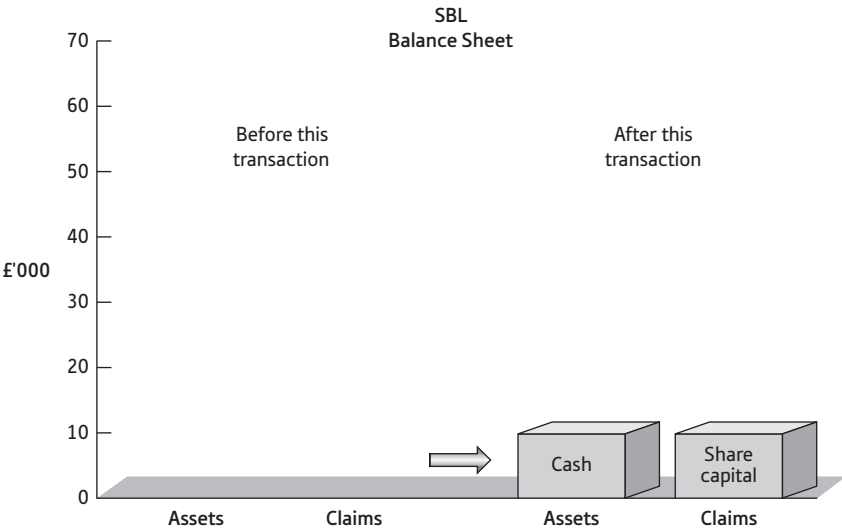 SBL
Balance Sheet
70
60
50
40
30
20
10
0
£'000
Before this
transaction
After this
transaction
Cash
Share
capital
Assets
Claims
Assets
Claims